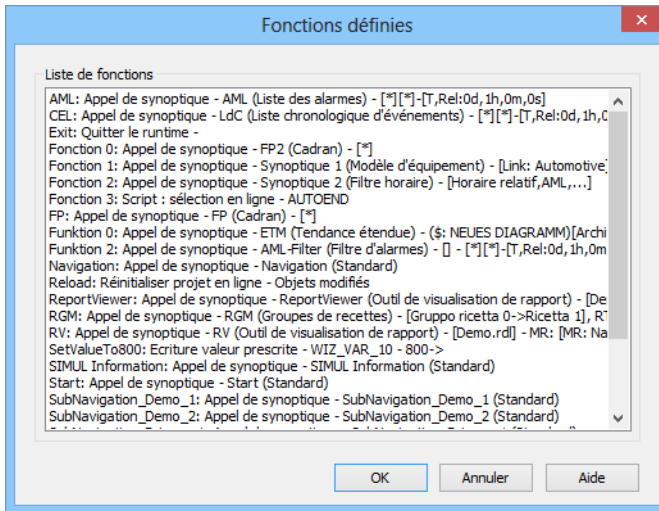 Fonctions définies
Liste de fonctions
AML: Appel de synoptique - AML (Liste des alarmes) - [*][*]-[T,Rel:0d,1h,0m,0s]
CEL: Appel de synoptique - LdC (Liste chronologique d'événements) - [*][*]-[T,Rel:0d,1h,0
Exit: Quitter le runtime -
Fonction 0: Appel de synoptique - FP2 (Cadran) - [*]
Fonction 1: Appel de synoptique - Synoptique 1 (Modèle d'équipement) - [Link: Automotive]
Fonction 2: Appel de synoptique - Synoptique 2 (Filtre horaire) - [Horaire relatif,AML,...]
Fonction 3: Script : sélection en ligne - AUTOEND
FP: Appel de synoptique - FP (Cadran) - [*]
Funktion 0: Appel de synoptique - ETM (Tendance étendue) - ($: NEUES DIAGRAMM)[Archi
Funktion 2: Appel de synoptique - AML-Filter (Filtre d'alarmes) - [] - [*][*]-[T,Rel:0d,1h,0m
Navigation: Appel de synoptique - Navigation (Standard)
Reload: Réinitialiser projet en ligne - Objets modifiés
ReportViewer: Appel de synoptique - ReportViewer (Outil de visualisation de rapport) - [De
RGM: Appel de synoptique - RGM (Groupes de recettes) - [Gruppo ricetta 0->Ricetta 1], RT
RV: Appel de synoptique - RV (Outil de visualisation de rapport) - [Demo.rdl] - MR: [MR: Na
SetValueTo800: Ecriture valeur prescrite - WIZ_VAR_10 - 800->
SIMUL Information: Appel de synoptique - SIMUL Information (Standard)
Start: Appel de synoptique - Start (Standard)
SubNavigation_Demo_1: Appel de synoptique - SubNavigation_Demo_1 (Standard)
SubNavigation_Demo_2: Appel de synoptique - SubNavigation_Demo_2 (Standard)
OK
Annuler
Aide